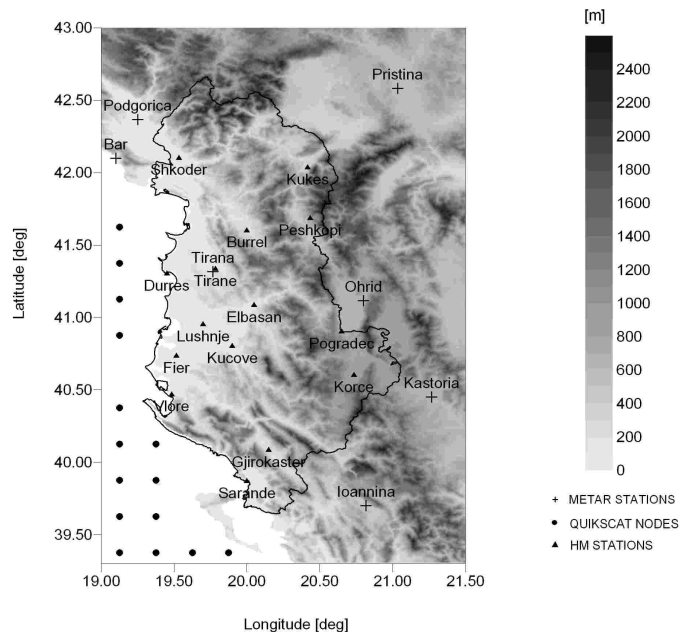 [m]
43.00
42.50
42.00
41.50
41.00
40.50
40.00
39.50
Latitude [deg]
Pristina
Podgorica
Bar
Shkoder
Kukes
Peshkopi
Burrel
Tirana
Tirane
Durres
Ohrid
Elbasan
Lushnje
Pogradec
Kucove
Fier
Korce
Kastoria
Vlore
Gjirokaster
Sarande
Ioannina
19.00
19.50
20.00
20.50
21.00
21.50
Longitude [deg]
2400
2200
2000
1800
1600
1400
1200
1000
800
600
400
200
0
METAR STATIONS
QUIKSCAT NODES
HM STATIONS